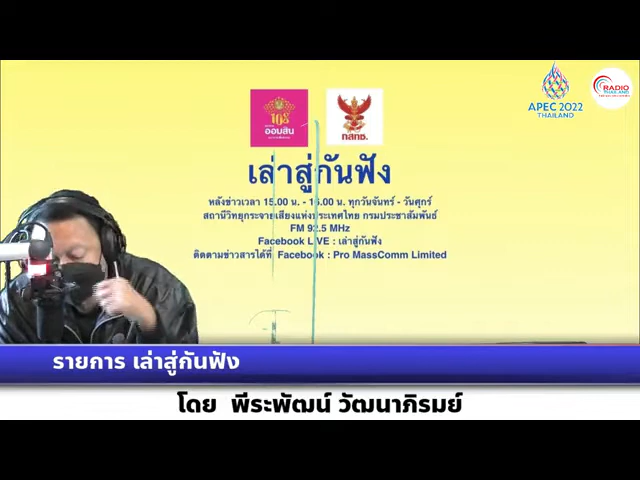 APEC 2022
THAILAND
RADIO
THAILAND
108
ออมสิน
กสทช.
เล่าสู่กันฟัง
หลังข่าวเวลา 15.00 น. - 16.00 น. ทุกวันจันทร์ - วันศุกร์
สถานีวิทยุกระจายเสียงแห่งประเทศไทย กรมประชาสัมพันธ์
FM 92.5 MHz
Facebook LIVE : เล่าสู่กันฟัง
ติดตามข่าวสารได้ที่ Facebook : Pro MassComm Limited
รายการ เล่าสู่กันฟัง
โดย พีระพัฒน์ วัฒนาภิรมย์